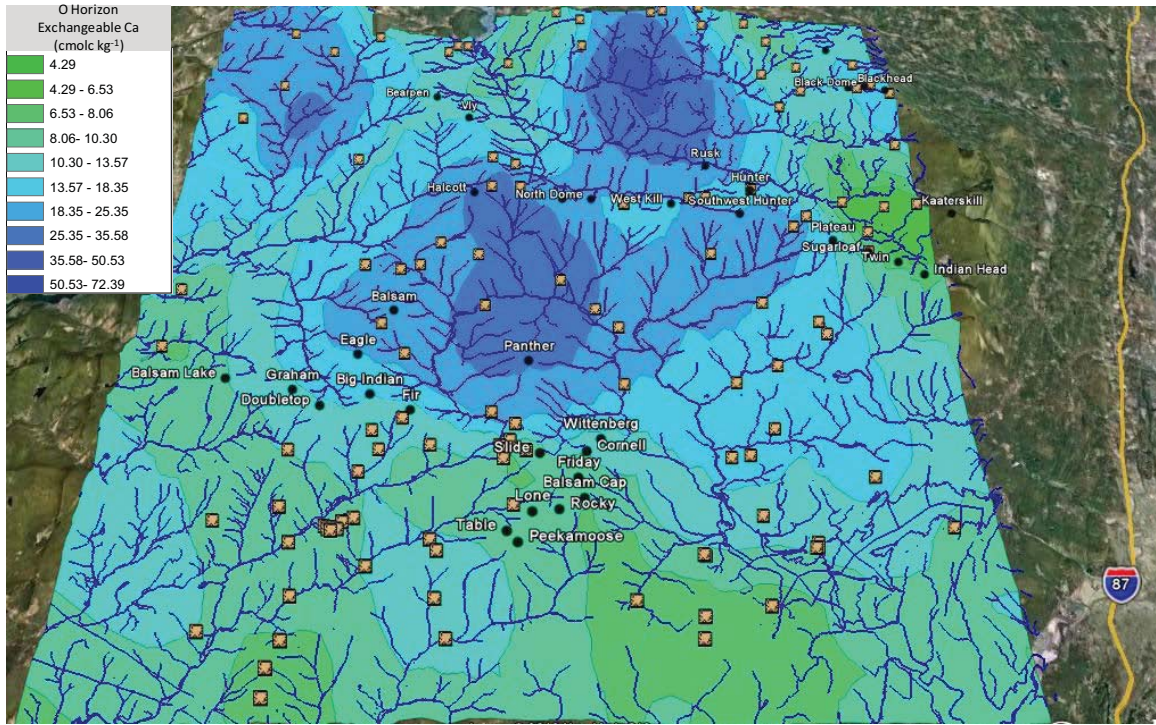 O Horizon
Exchangeable Ca
(cmolc kg-1)
4.29
4.29 - 6.53
6.53 - 8.06
8.06- 10.30
10.30 - 13.57
13.57 - 18.35
18.35 - 25.35
25.35 - 35.58
35.58- 50.53
50.53- 72.39
Black Dome
Blackhead
Bearpen
Vly
Rusk
Hunter
Halcott
North Dome
West Kill
Southwest Hunter
Kaaterskill
Plateau
Sugarloaf
Twin
Indian Head
Balsam
Eagle
Panther
Balsam Lake
Graham
Big Indian
Doubletop
Fir
Wittenberg
Slide
Cornell
Friday
Balsam Cap
Lone
Rocky
Table
Peekamoose
87